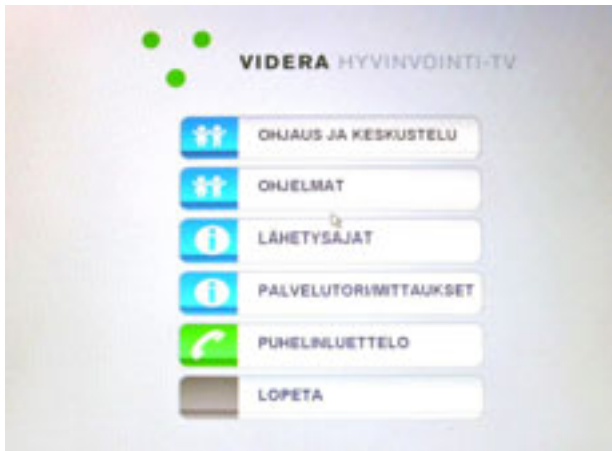 VIDERA HYVINVOINTI-TV
OHJAUS JA KESKUSTELU
OHJELMAT
LÄHETYSAJAT
PALVELUTORI/MITTAUKSET
PUHELINLUETTELO
LOPETA